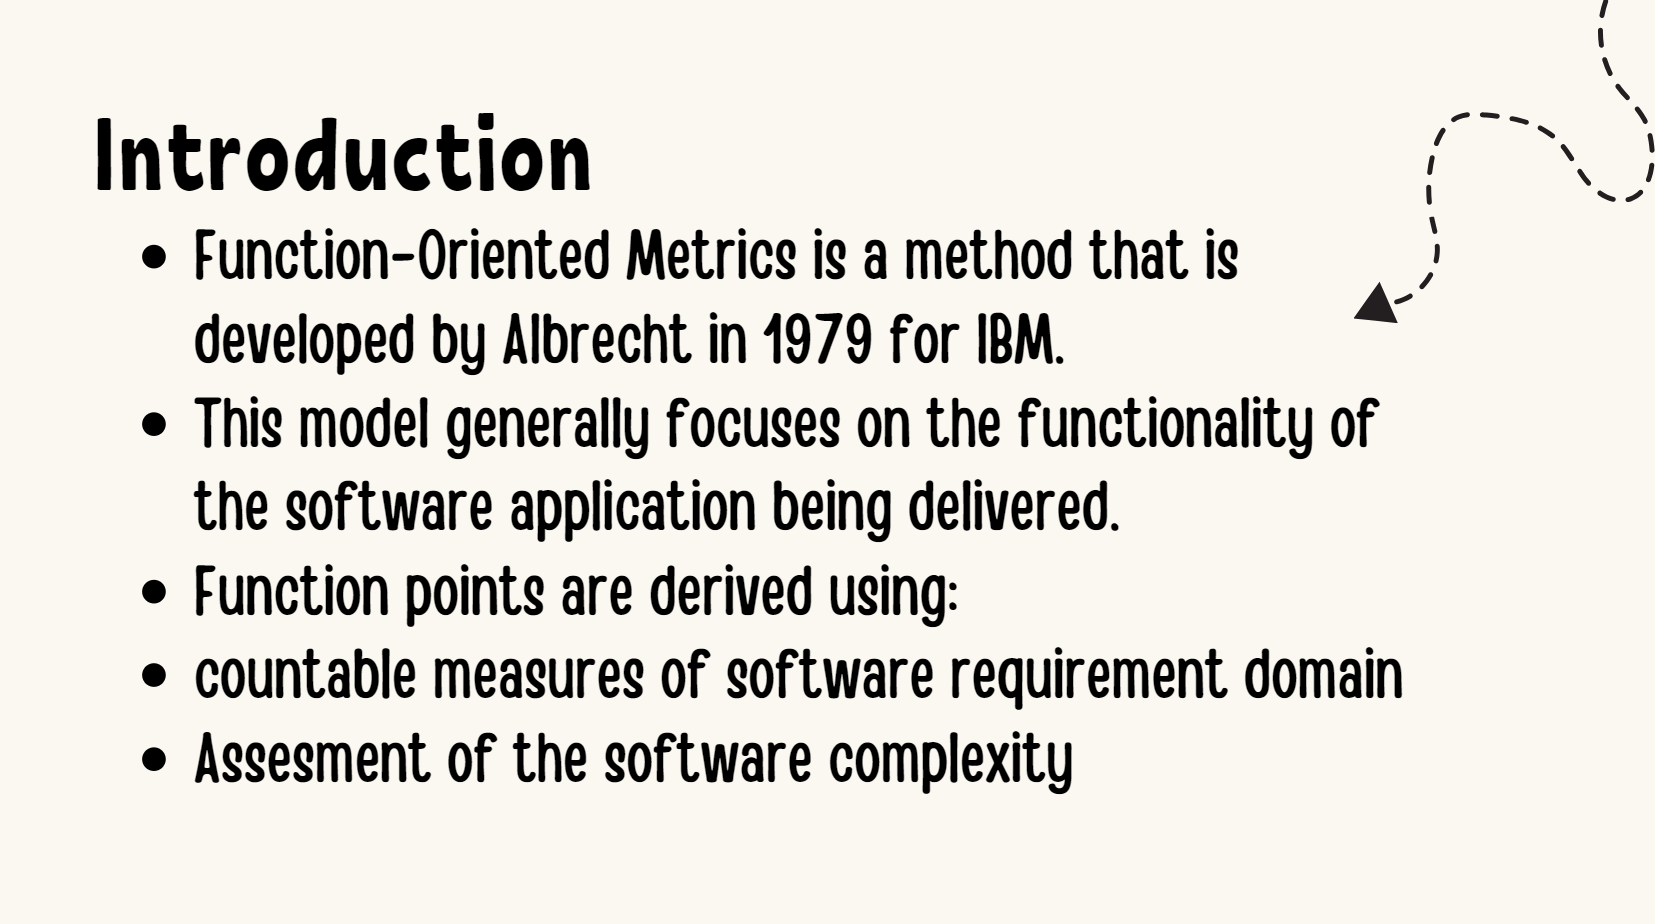 Introduction
• Function-Oriented Metrics is a method that is
developed by Albrecht in 1979 for IBM.
• This model generally focuses on the functionality of
the software application being delivered.
• Function points are derived using:
• countable measures of software requirement domain
• Assesment of the software complexity